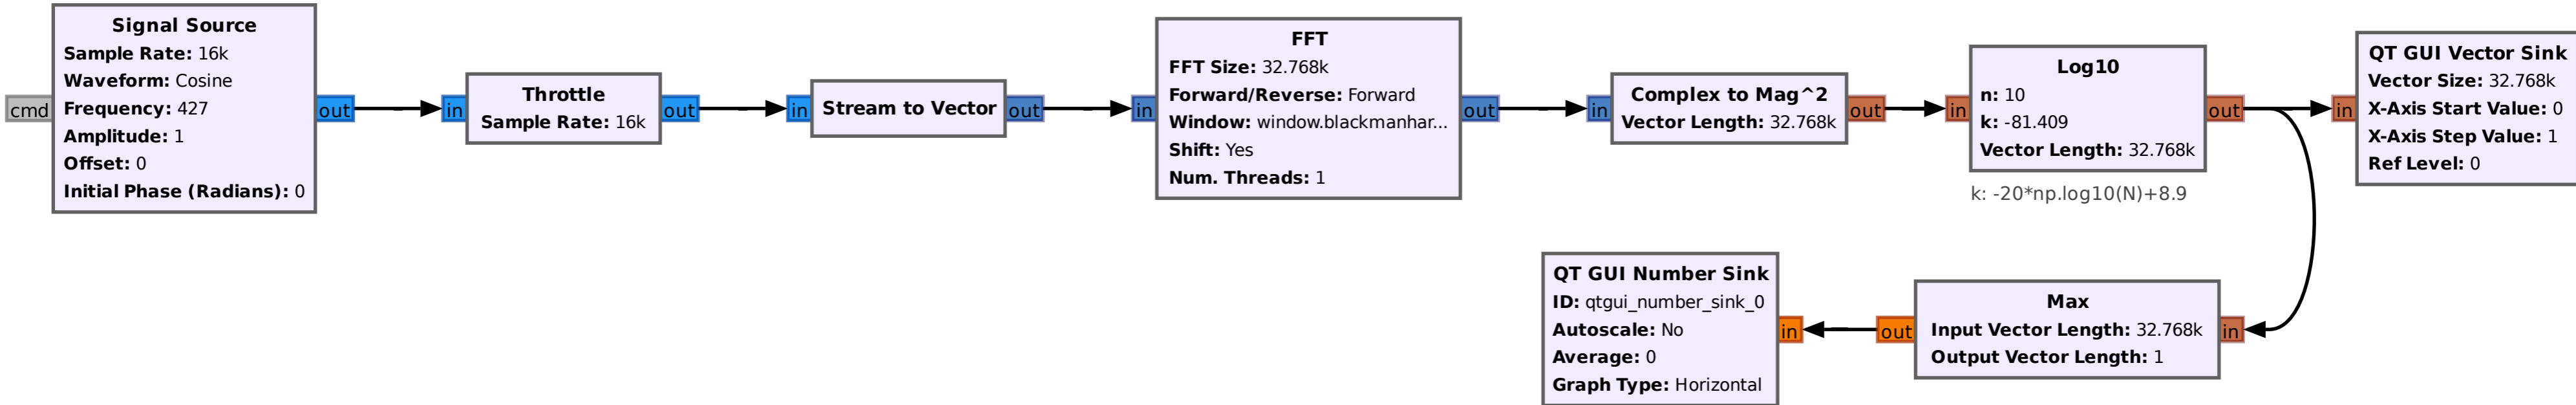 Signal Source
Sample Rate: 16k
Waveform: Cosine
cmd
Frequency: 427
out
Amplitude: 1
Offset: 0
Initial Phase (Radians): 0
in
Throttle
Sample Rate: 16k
out
in
Stream to Vector
out
in
FFT
FFT Size: 32.768k
Forward/Reverse: Forward
Window: window.blackmanhar...
Shift: Yes
Num. Threads: 1
out
in
Complex to Mag^2
Vector Length: 32.768k
out
in
Log10
n: 10
k: -81.409
Vector Length: 32.768k
out
k: -20*np.log10(N)+8.9
in
QT GUI Vector Sink
Vector Size: 32.768k
X-Axis Start Value: 0
X-Axis Step Value: 1
Ref Level: 0
QT GUI Number Sink
ID: qtgui_number_sink_0
Autoscale: No
Average: 0
Graph Type: Horizontal
in
out
Max
Input Vector Length: 32.768k
Output Vector Length: 1
in